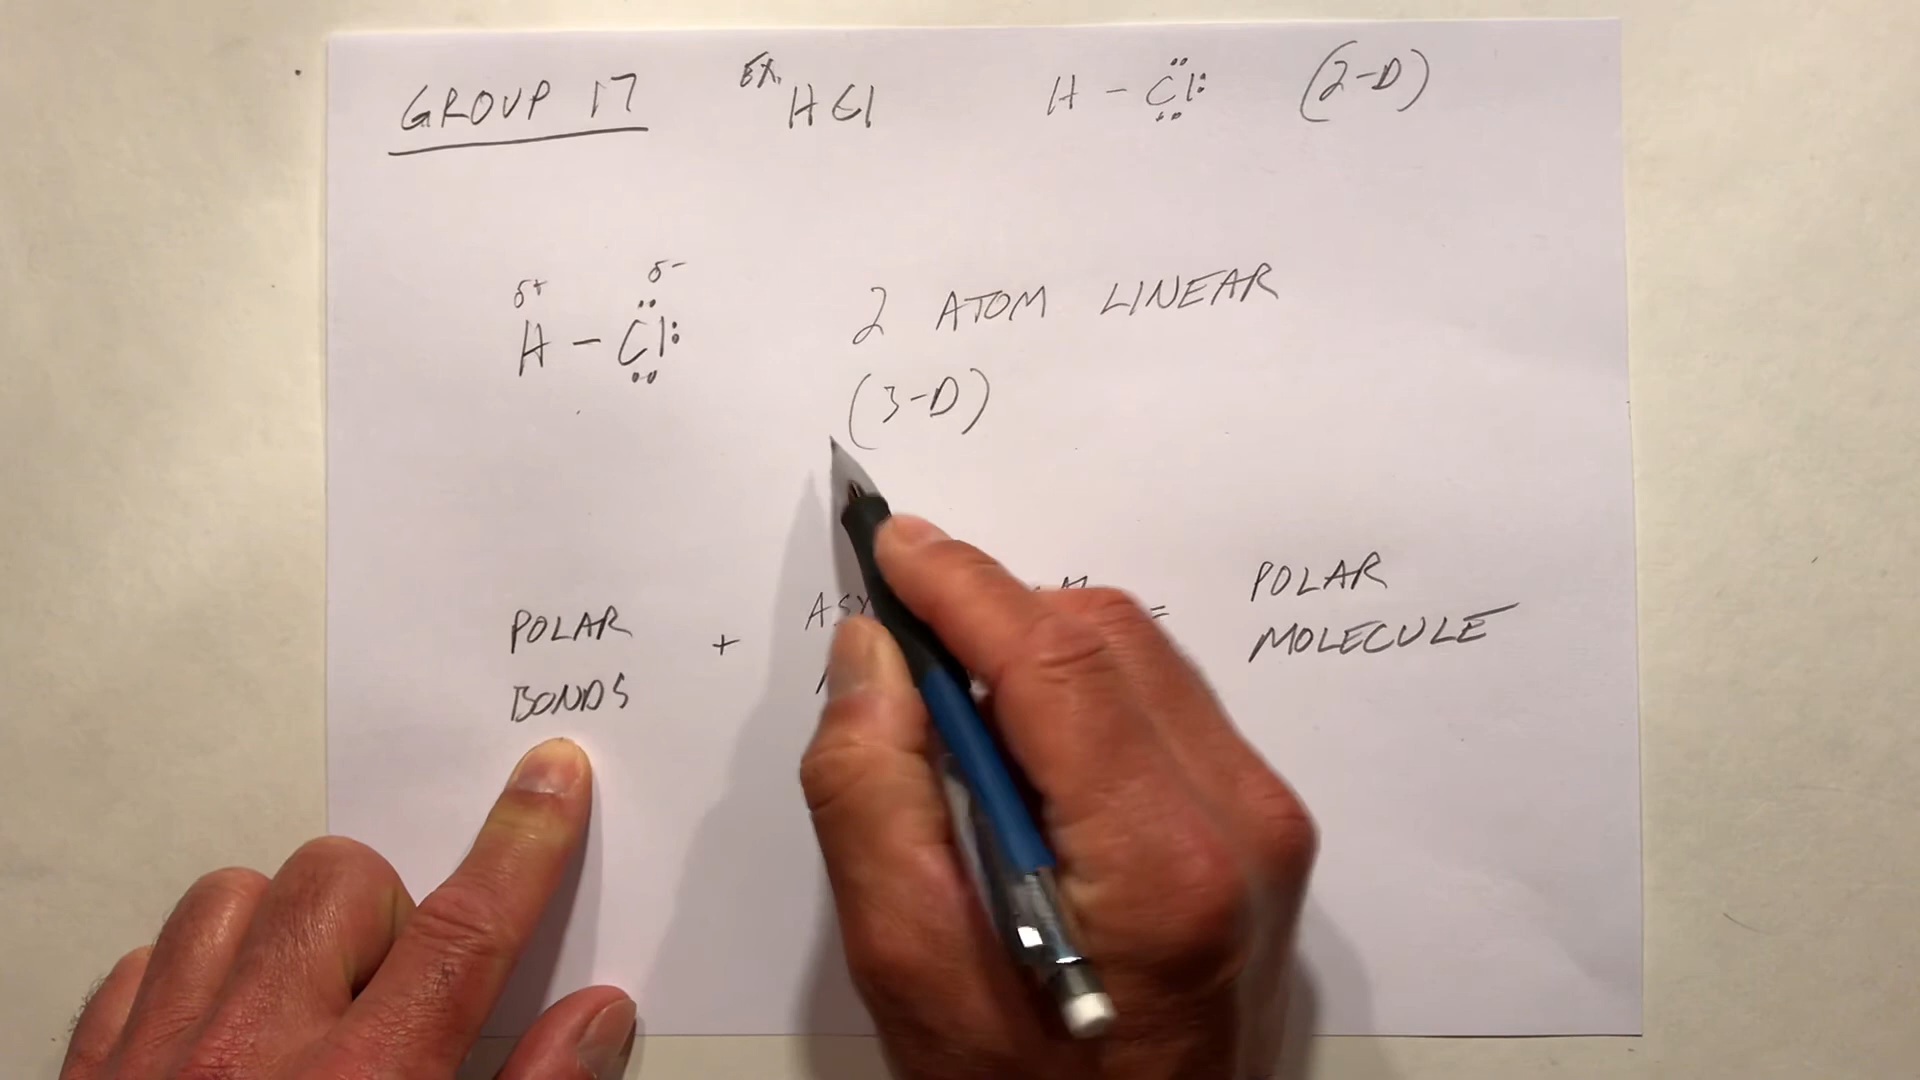 GROUP 17 EX. HCl H - Cl (2-D)
δ+ δ-
H - Cl 2 ATOM LINEAR
(3-D)
POLAR BONDS + = POLAR MOLECULE